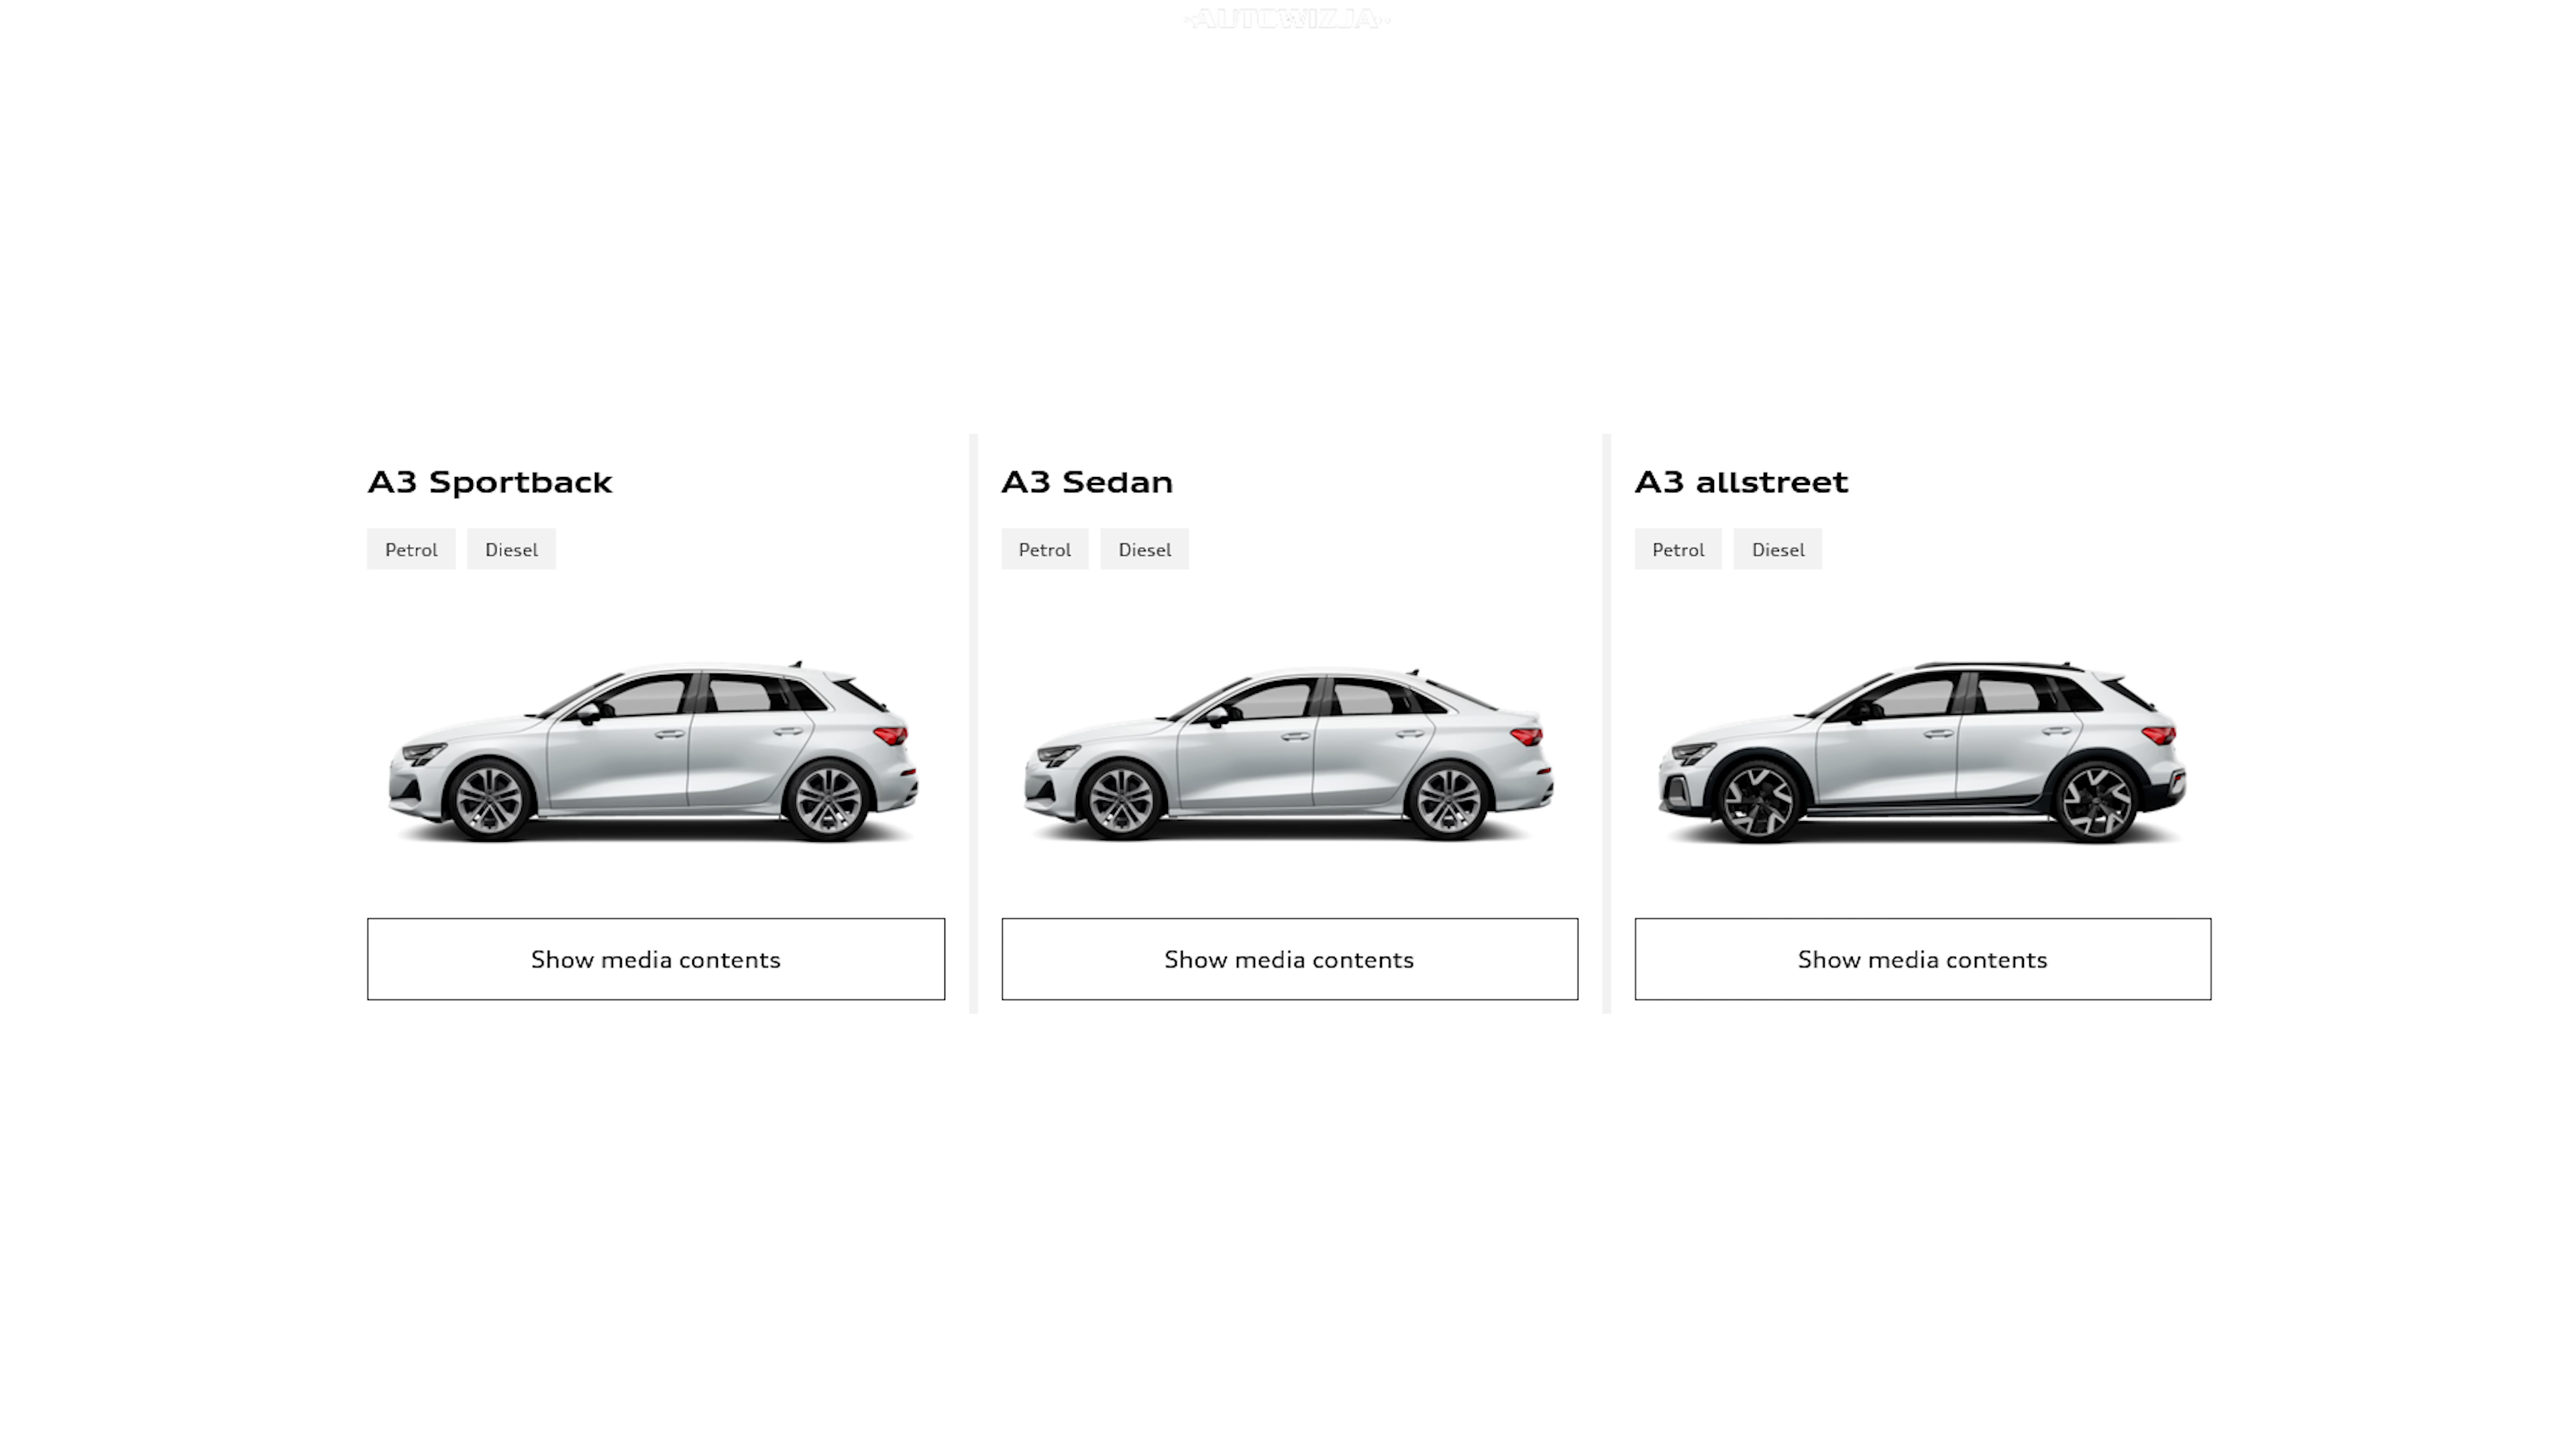 AUTOWIZJA
A3 Sportback
Petrol Diesel
Show media contents
A3 Sedan
Petrol Diesel
Show media contents
A3 allstreet
Petrol Diesel
Show media contents